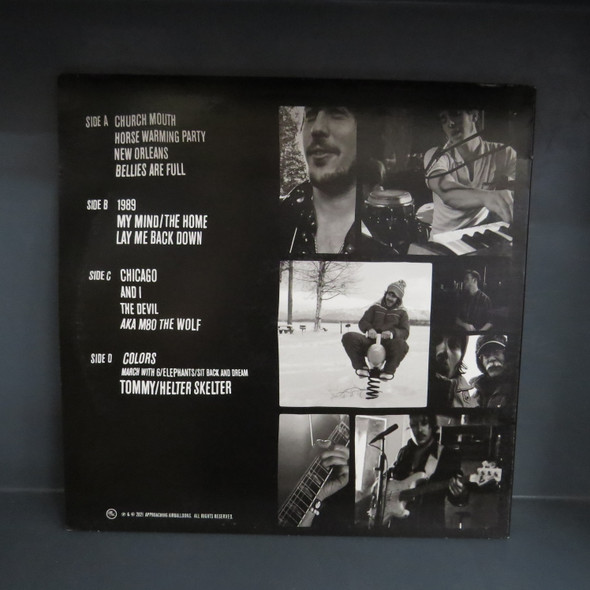 SIDE A CHURCH MOUTH
HORSE WARMING PARTY
NEW ORLEANS
BELLIES ARE FULL
SIDE B 1989
MY MIND/THE HOME
LAY ME BACK DOWN
SIDE C CHICAGO
AND I
THE DEVIL
AKA M80 THE WOLF
SIDE D COLORS
MARCH WITH 6/ELEPHANTS/SIT BACK AND DREAM
TOMMY/HELTER SKELTER
℗ & © 2021 APPROACHING AIRBALLOONS. ALL RIGHTS RESERVED.